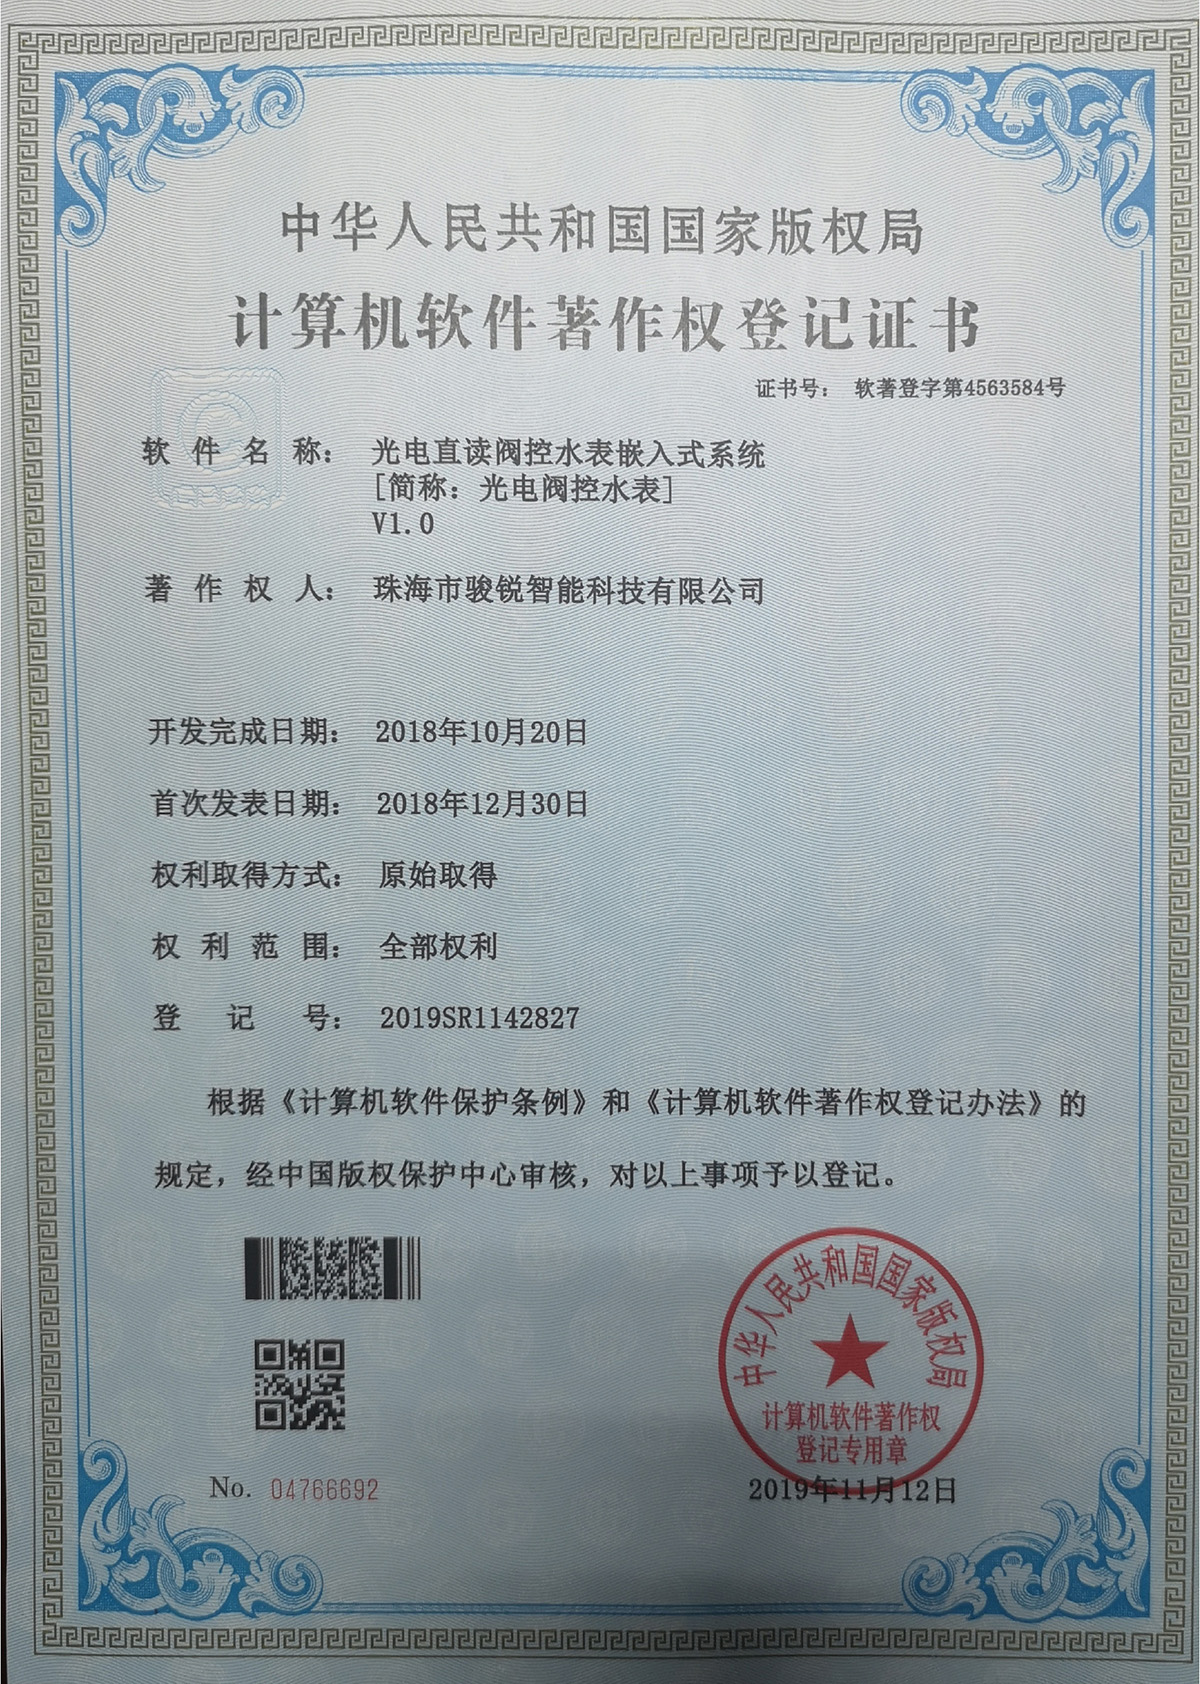 中华人民共和国国家版权局
计算机软件著作权登记证书
证书号： 软著登字第4563584号
软件名称： 光电直读阀控水表嵌入式系统
[简称：光电阀控水表]
V1.0
著作权人： 珠海市骏锐智能科技有限公司
开发完成日期： 2018年10月20日
首次发表日期： 2018年12月30日
权利取得方式： 原始取得
权利范围： 全部权利
登记号： 2019SR1142827
根据《计算机软件保护条例》和《计算机软件著作权登记办法》的
规定，经中国版权保护中心审核，对以上事项予以登记。
中华人民共和国国家版权局
计算机软件著作权
登记专用章
No. 04766692
2019年11月12日